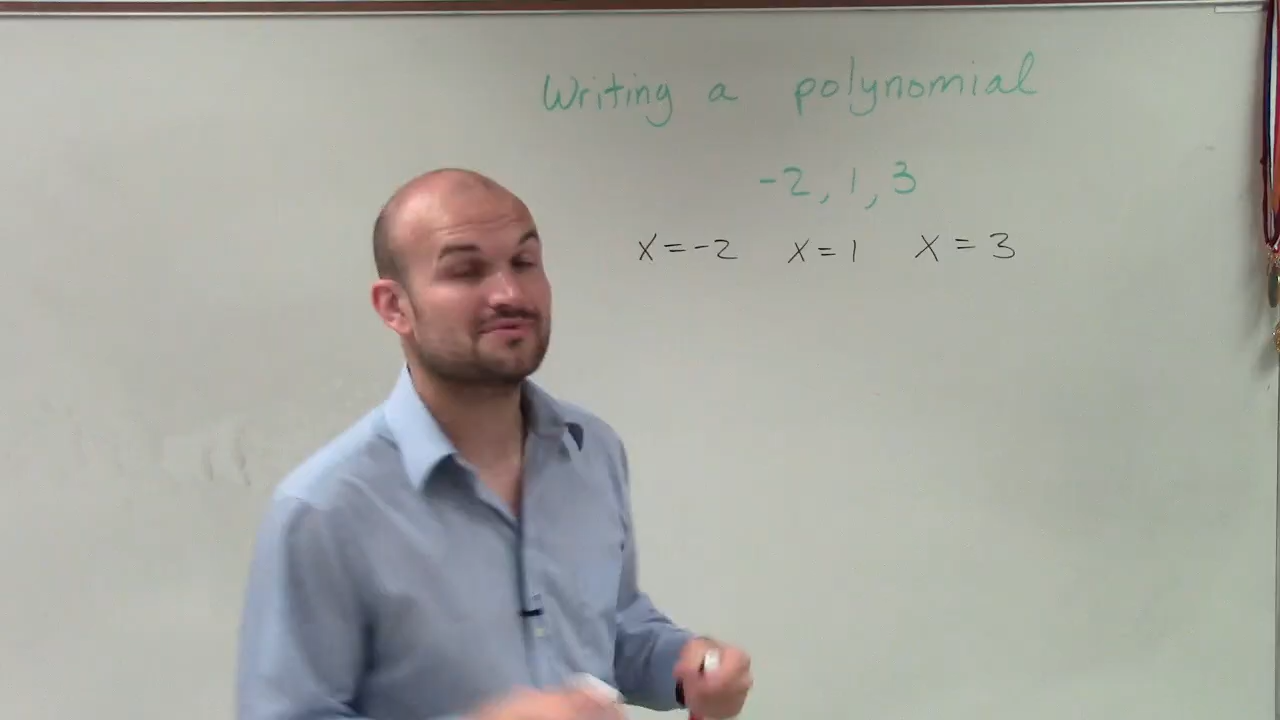 Writing a polynomial
-2, 1, 3
x = -2 x = 1 x = 3